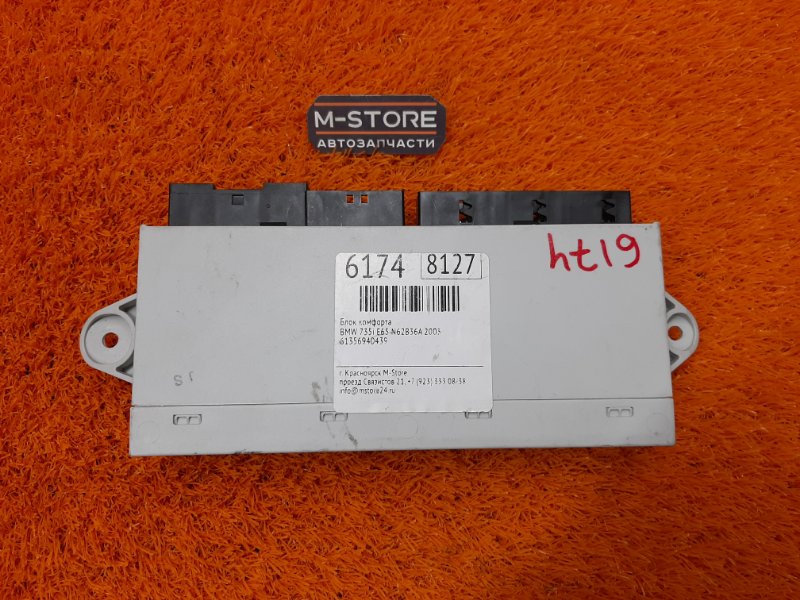 M-STORE
АВТОЗАПЧАСТИ
6174
6174 8127
Блок комфорта
BMW 735i E65 N62B36A 2003
61356940439
г. Красноярск M-Store
проезд Связистов 21, +7 (923) 333 08-38
info@mstore24.ru